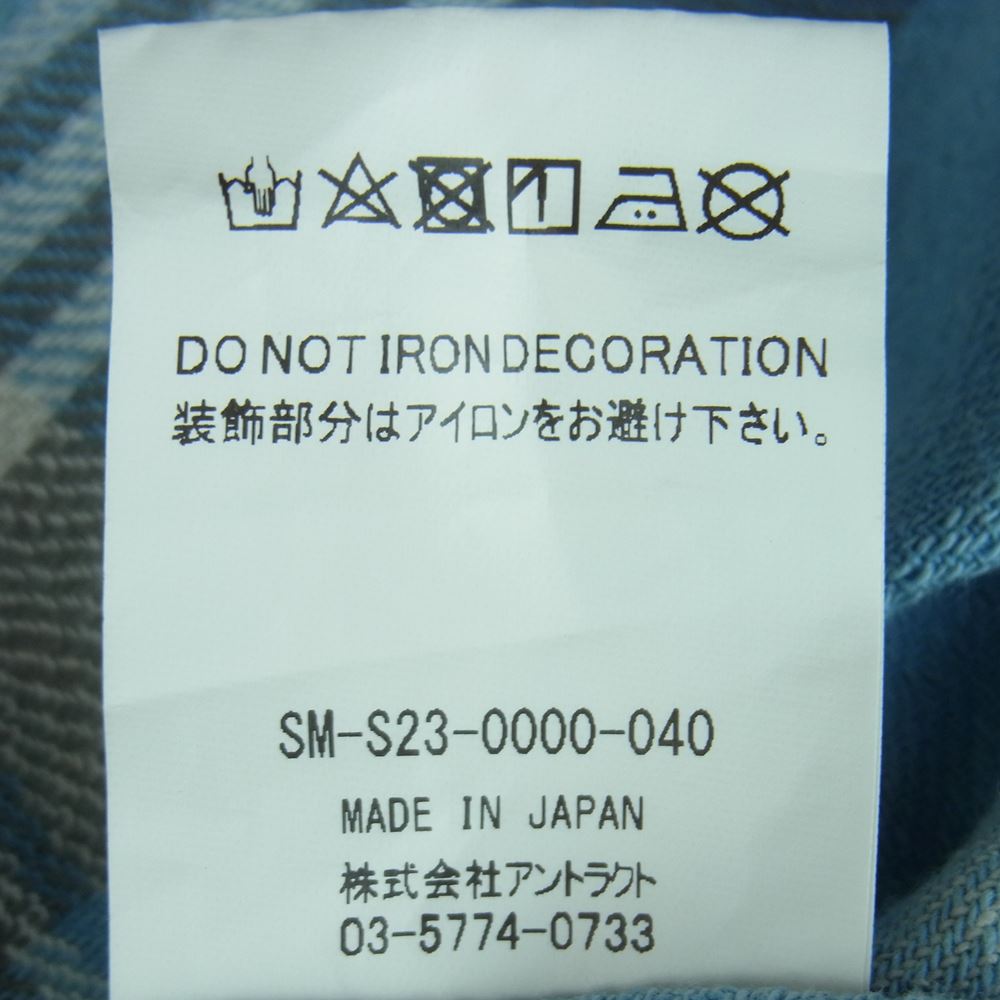 DO NOT IRON DECORATION
装飾部分はアイロンをお避け下さい。
SM-S23-0000-040
MADE IN JAPAN
株式会社アントラクト
03-5774-0733